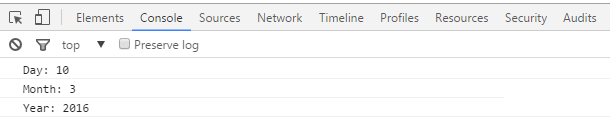 Elements Console Sources Network Timeline Profiles Resources Security Audits
top Preserve log
Day: 10
Month: 3
Year: 2016